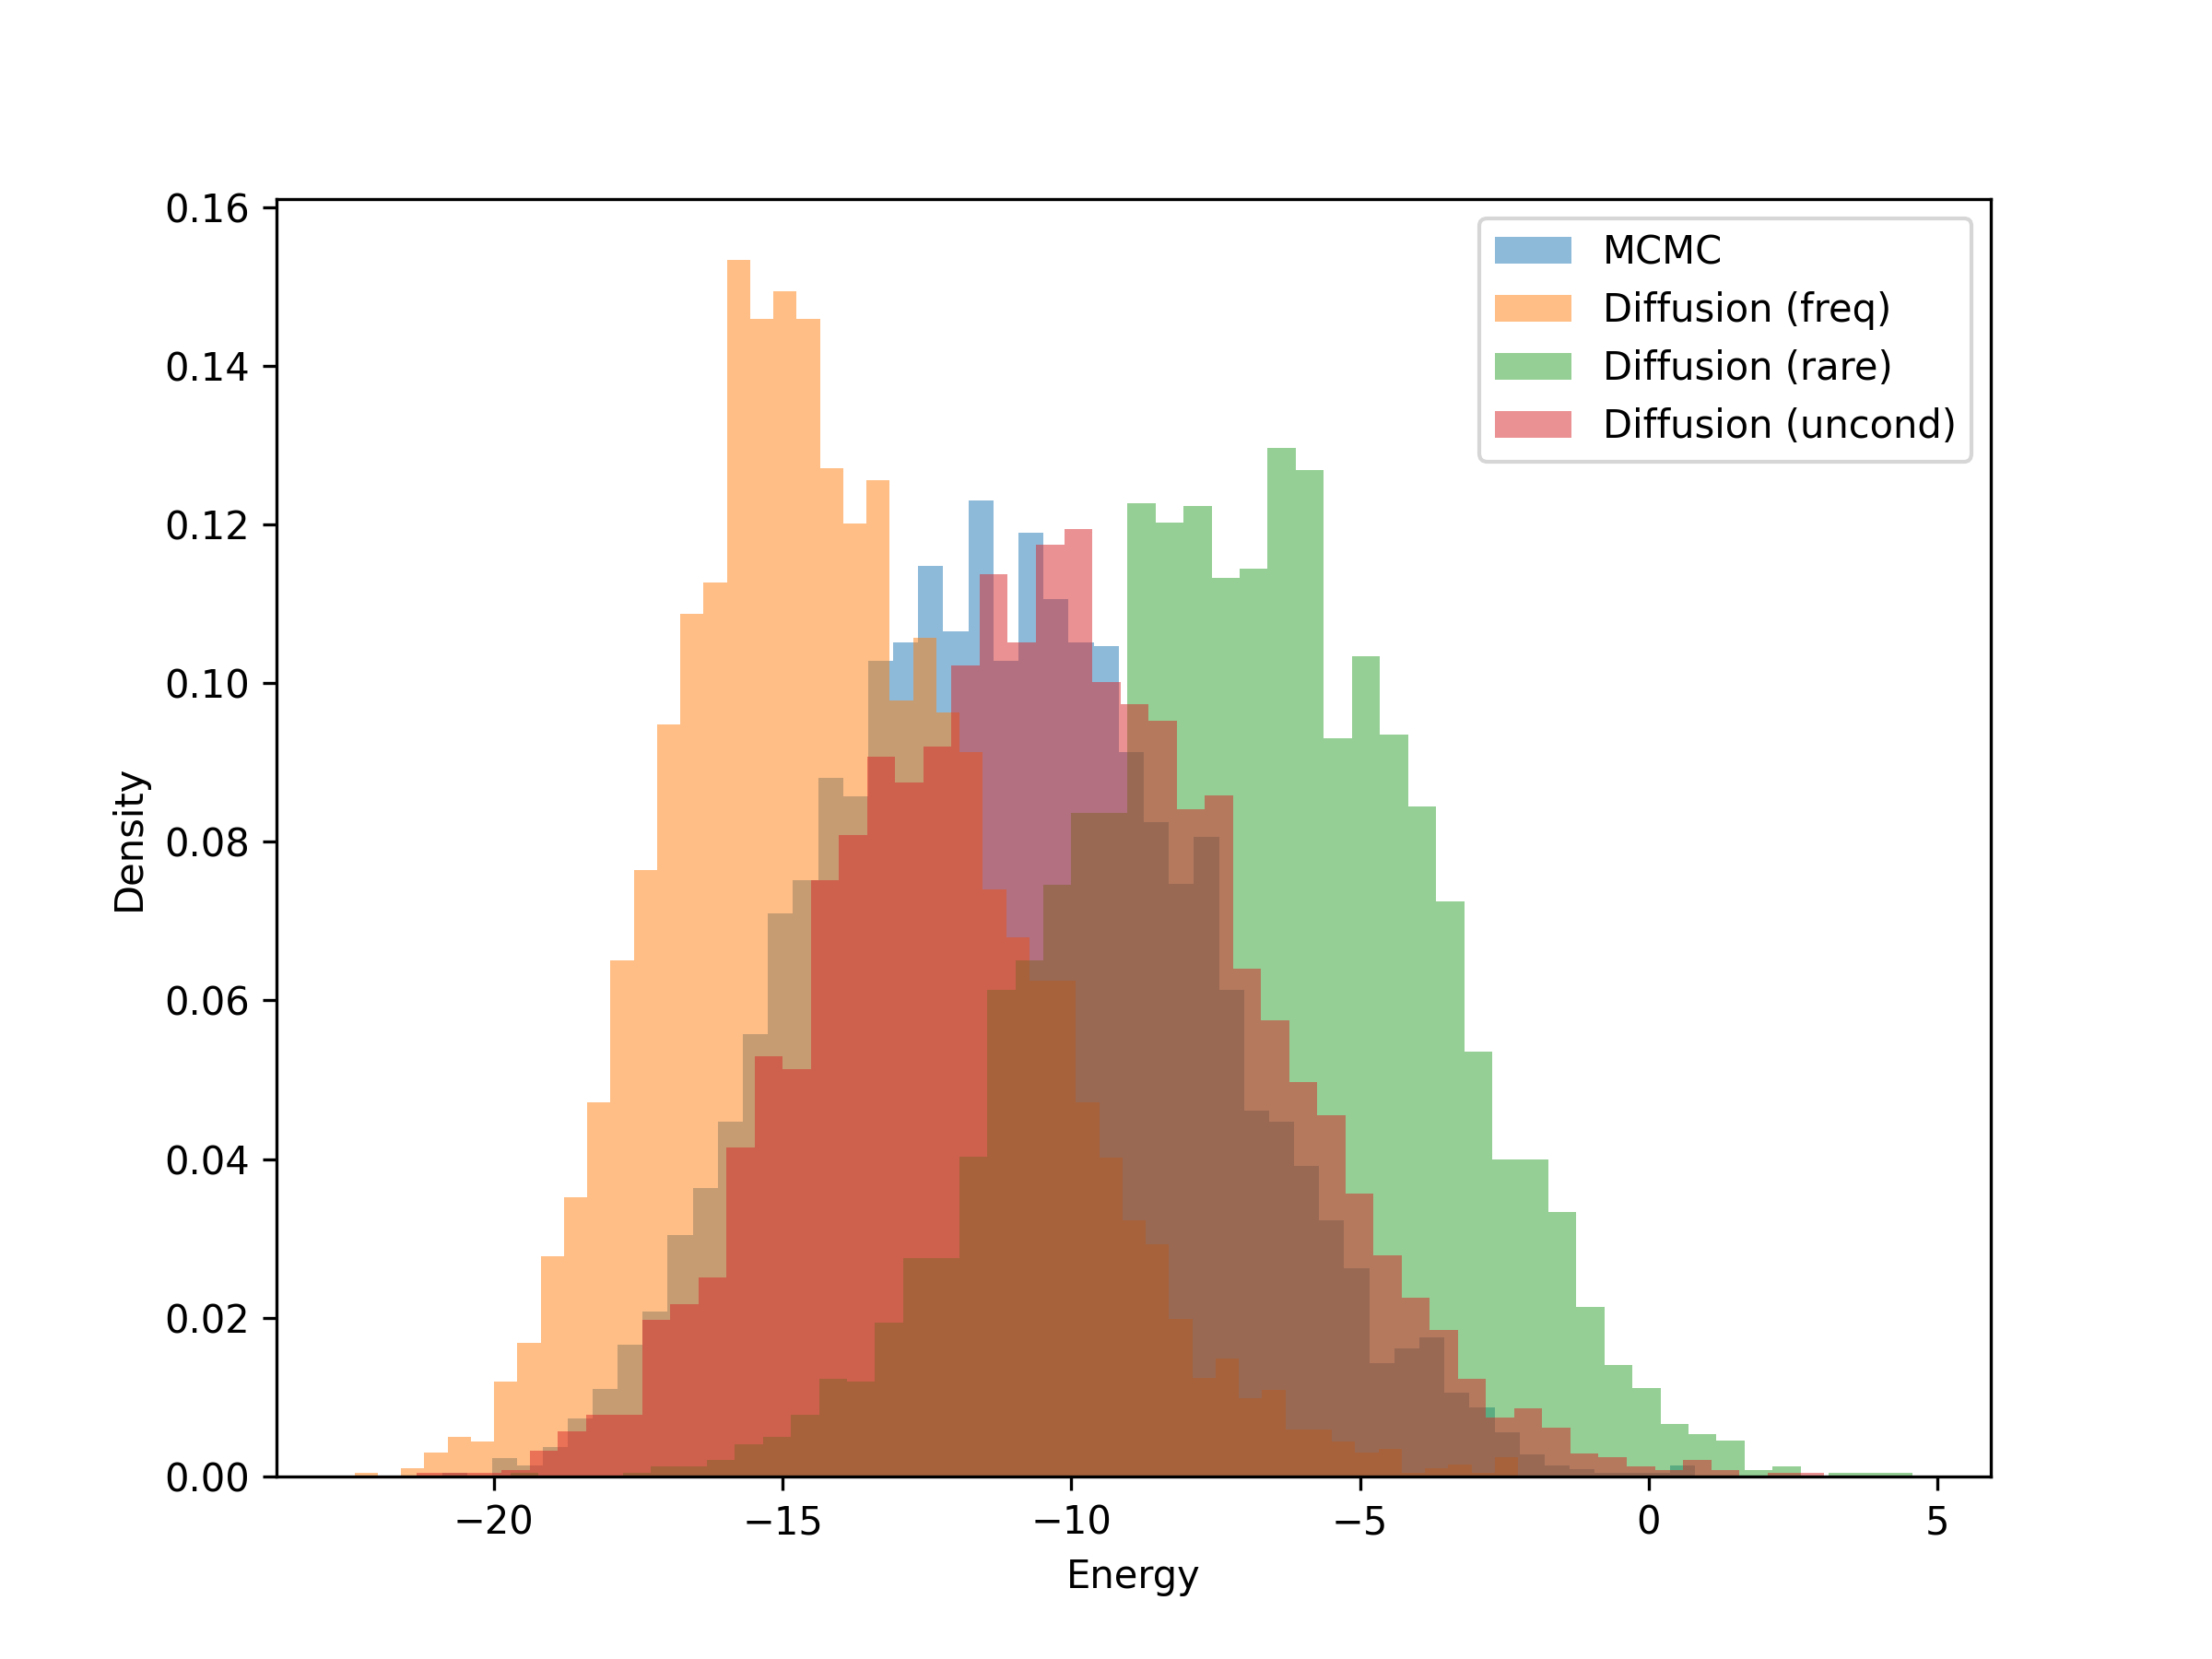 0.16
0.14
0.12
0.10
0.08
0.06
0.04
0.02
0.00
Density
MCMC
Diffusion (freq)
Diffusion (rare)
Diffusion (uncond)
−20 −15 −10 −5 0 5
Energy